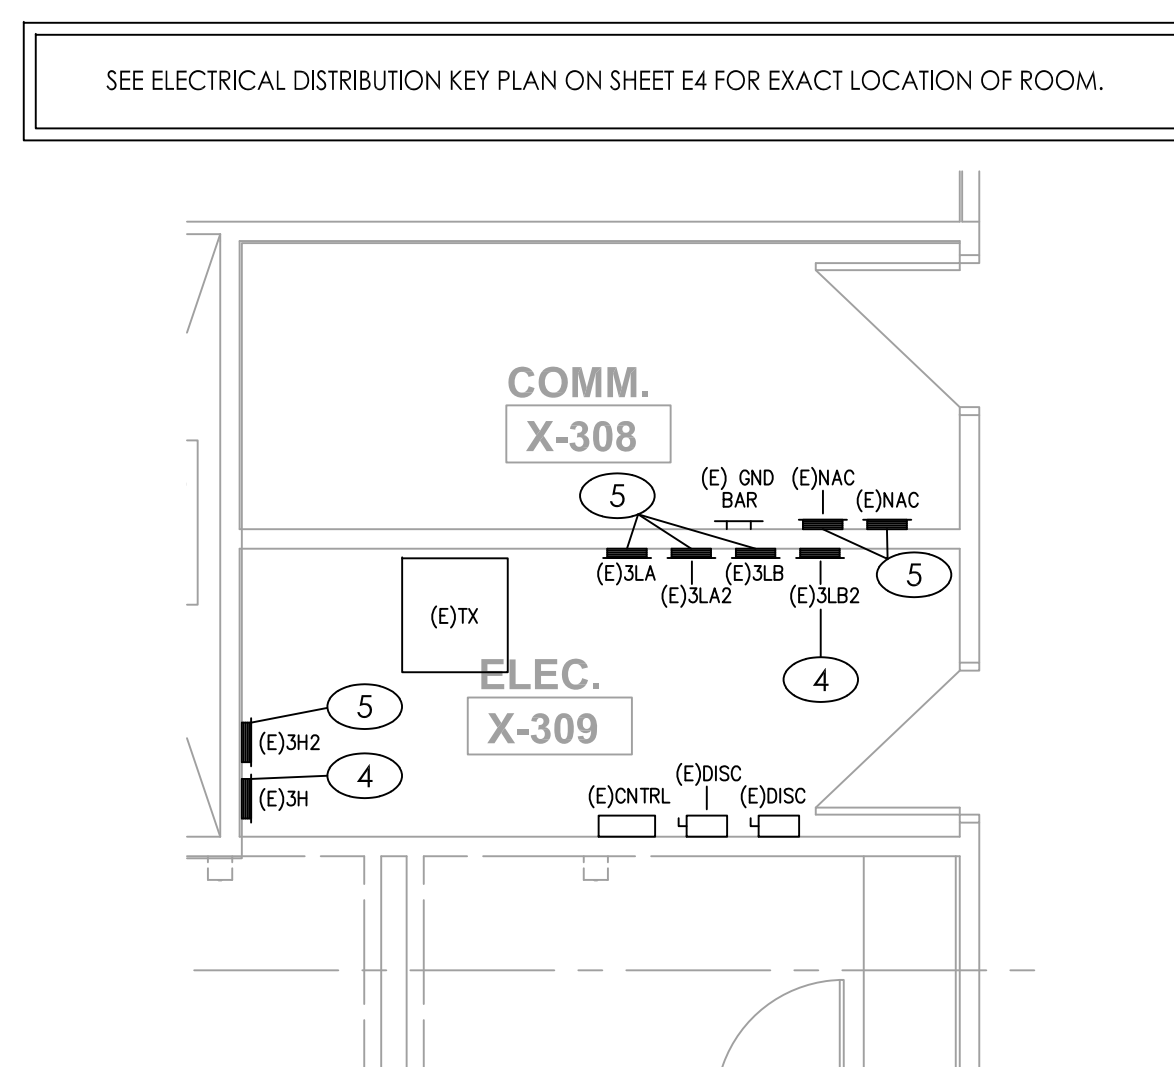 SEE ELECTRICAL DISTRIBUTION KEY PLAN ON SHEET E4 FOR EXACT LOCATION OF ROOM.
COMM.
X-308
5
(E) GND
BAR
(E)NAC
(E)NAC
5
(E)3LA
(E)3LA2
(E)3LB
(E)3LB2
4
(E)TX
ELEC.
X-309
5
(E)3H2
4
(E)3H
(E)CNTRL
(E)DISC
(E)DISC